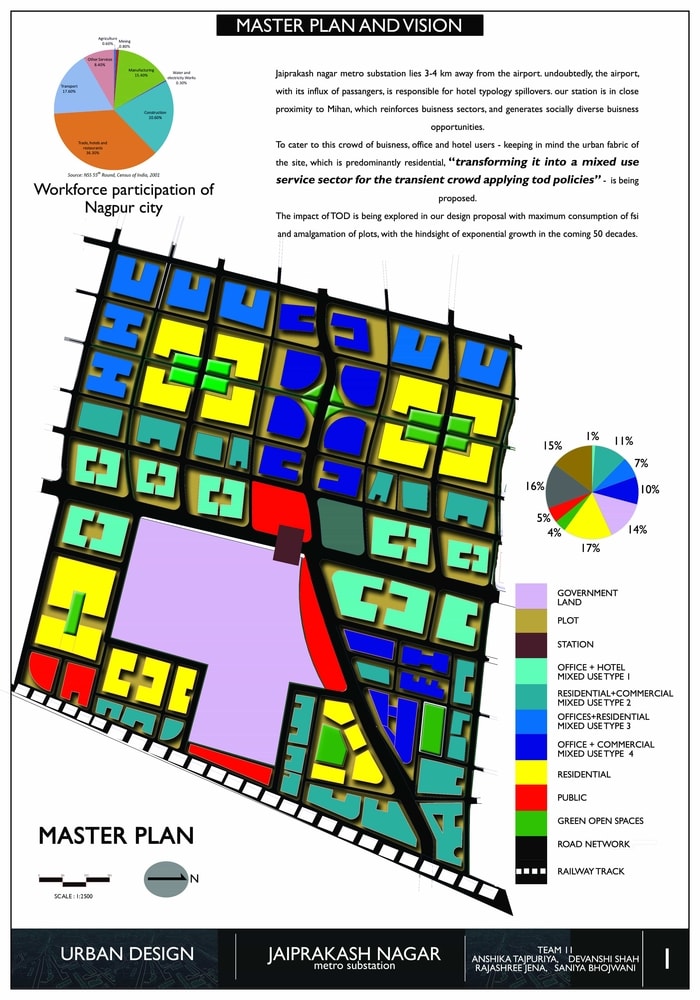 MASTER PLAN AND VISION
Agriculture
0.60%
Mining
0.80%
Other Services
8.40%
Manufacturing
15.40%
Water and
electricity Works
0.30%
Transport
17.60%
Construction
20.60%
Trade, hotels and
restaurants
36.30%
Source: NSS 55th Round, Census of India, 2001
Workforce participation of
Nagpur city
Jaiprakash nagar metro substation lies 3-4 km away from the airport. undoubtedly, the airport,
with its influx of passangers, is responsible for hotel typology spillovers. our station is in close
proximity to Mihan, which reinforces buisness sectors, and generates socially diverse buisness
opportunities.
To cater to this crowd of buisness, office and hotel users - keeping in mind the urban fabric of
the site, which is predominantly residential, “transforming it into a mixed use
service sector for the transient crowd applying tod policies” - is being
proposed.
The impact of TOD is being explored in our design proposal with maximum consumption of fsi
and amalgamation of plots, with the hindsight of exponential growth in the coming 50 decades.
1%
11%
7%
10%
14%
17%
4%
5%
16%
15%
GOVERNMENT
LAND
PLOT
STATION
OFFICE + HOTEL
MIXED USE TYPE 1
RESIDENTIAL+COMMERCIAL
MIXED USE TYPE 2
OFFICES+RESIDENTIAL
MIXED USE TYPE 3
OFFICE + COMMERCIAL
MIXED USE TYPE 4
RESIDENTIAL
PUBLIC
GREEN OPEN SPACES
ROAD NETWORK
RAILWAY TRACK
MASTER PLAN
N
SCALE : 1:2500
URBAN DESIGN
JAIPRAKASH NAGAR
metro substation
TEAM 11
ANSHIKA TAJPURIYA, DEVANSHI SHAH
RAJASHREE JENA, SANIYA BHOJWANI
1